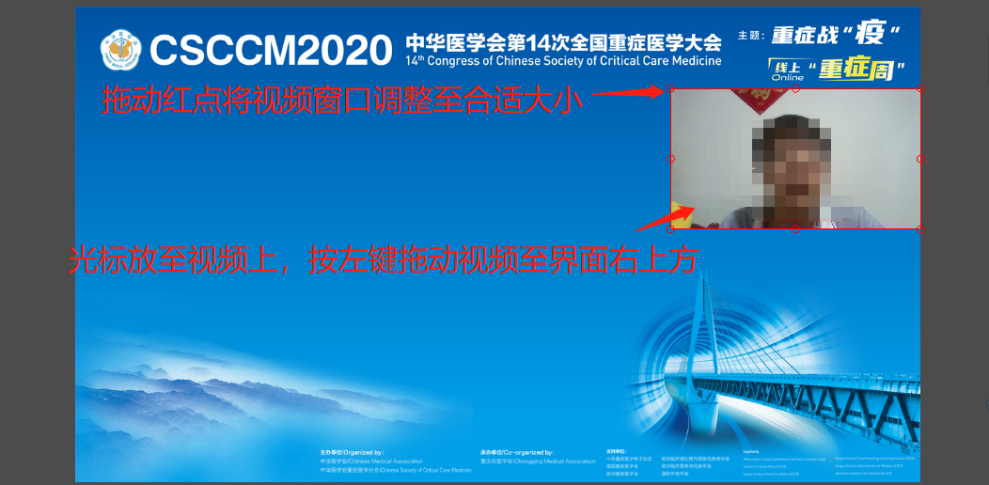 CSCCM2020
中华医学会第14次全国重症医学大会
14th Congress of Chinese Society of Critical Care Medicine
主题：重症战“疫”
线上 Online “重症周”
拖动红点将视频窗口调整至合适大小
光标放至视频上，按左键拖动视频至界面右上方
主办单位/Organized by：
中华医学会/Chinese Medical Association
中华医学会重症医学分会/Chinese Society of Critical Care Medicine
承办单位/Co-organized by：
重庆市医学会/Chongqing Medical Association
支持单位：